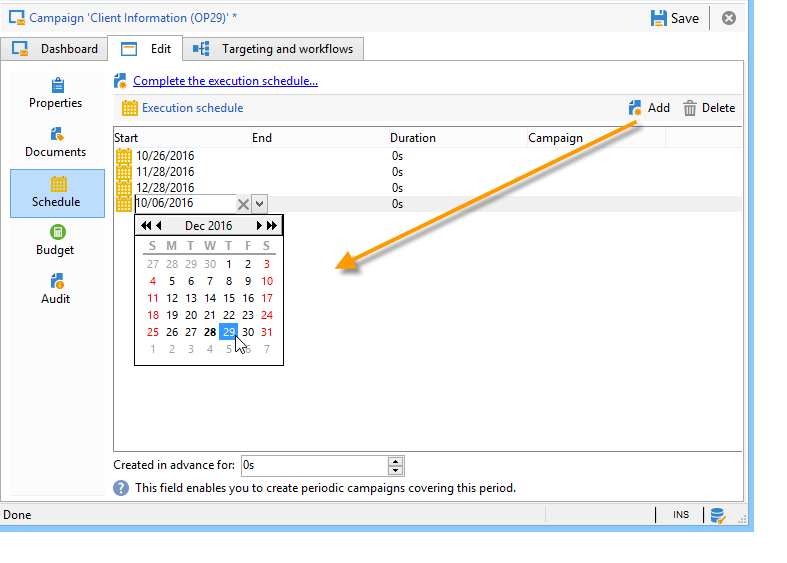 Campaign 'Client Information (OP29)' * Save
Dashboard Edit Targeting and workflows
Complete the execution schedule...
Properties
Execution schedule Add Delete
Documents
Start End Duration Campaign
10/26/2016 0s
11/28/2016 0s
12/28/2016 0s
Schedule
10/06/2016 0s
Dec 2016
S M T W T F S
27 28 29 30 1 2 3
4 5 6 7 8 9 10
11 12 13 14 15 16 17
18 19 20 21 22 23 24
25 26 27 28 29 30 31
1 2 3 4 5 6 7
Budget
Audit
Created in advance for: 0s
? This field enables you to create periodic campaigns covering this period.
Done INS